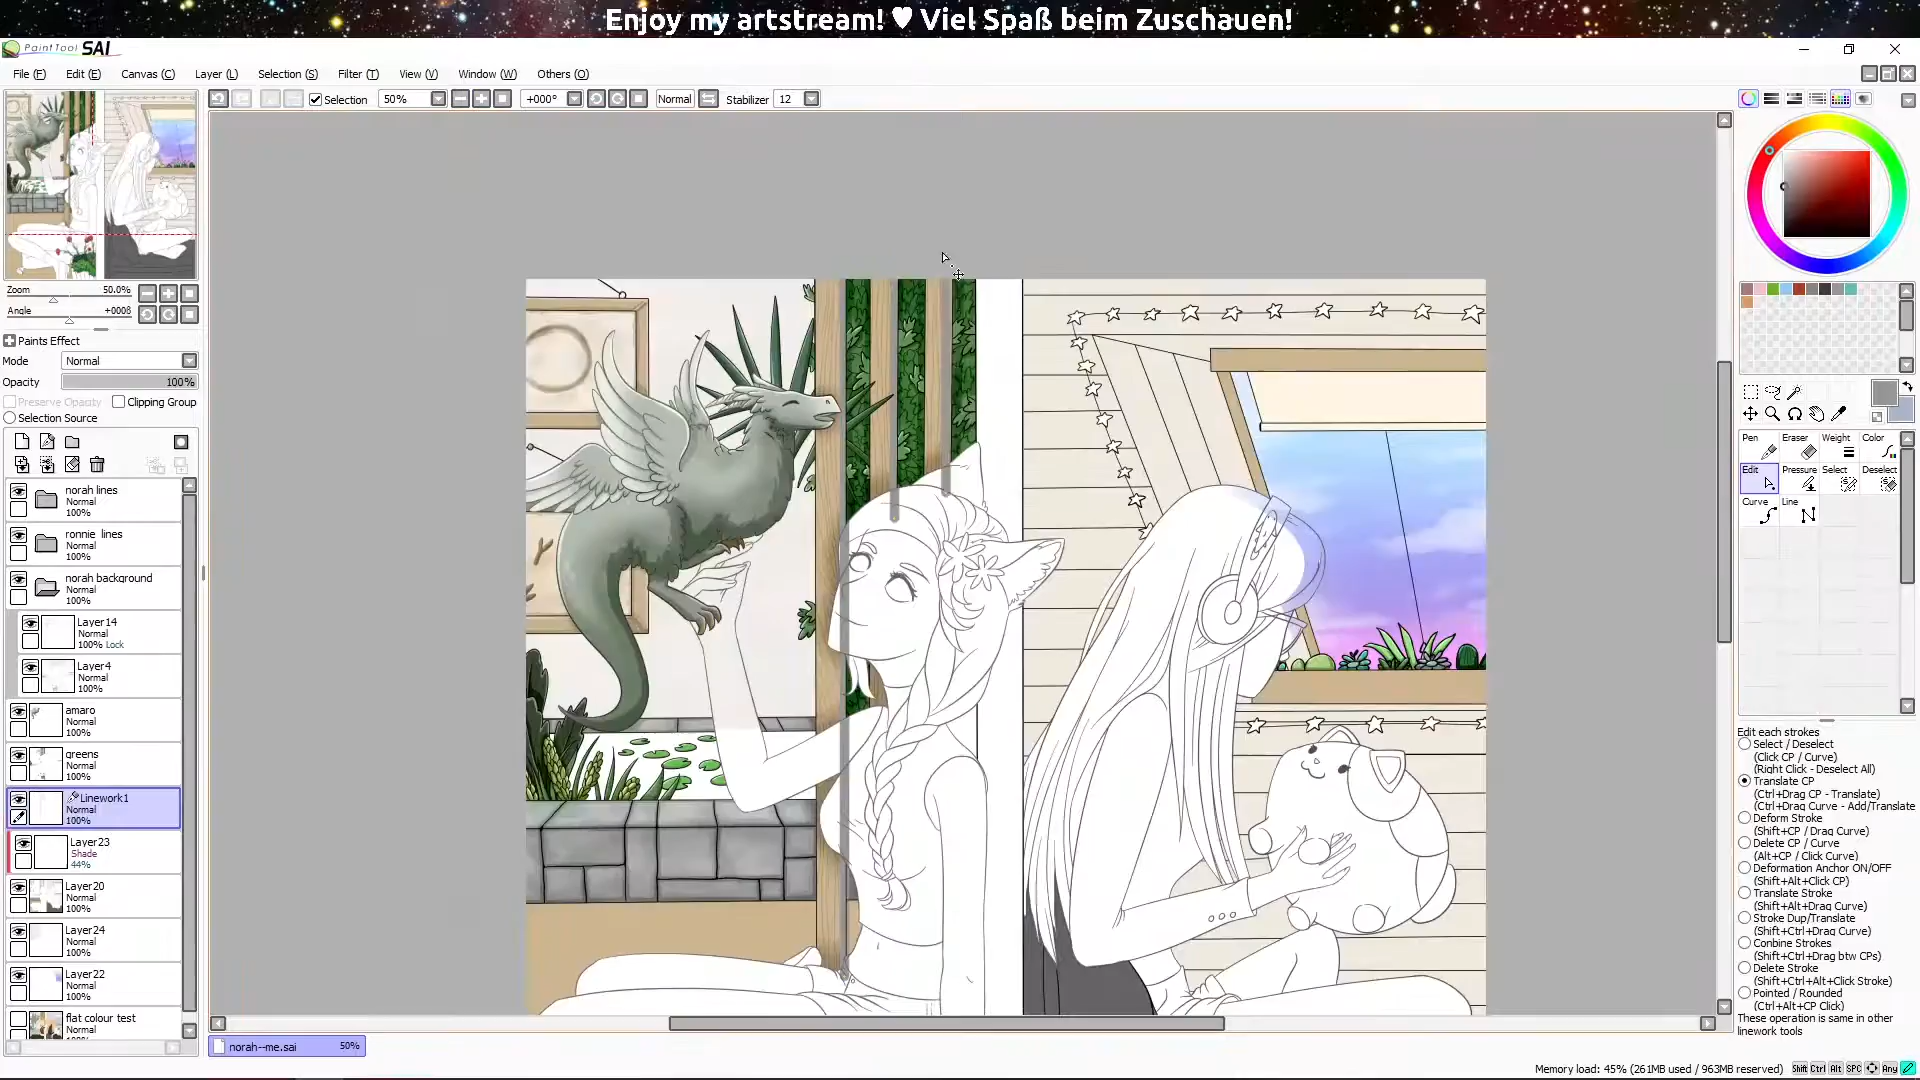 Enjoy my artstream! ♥ Viel Spaß beim Zuschauen!
PaintTool SAI
File (F) Edit (E) Canvas (C) Layer (L) Selection (S) Filter (T) View (V) Window (W) Others (O)
Selection 50% +000° Normal Stabilizer 12
Zoom 50.0%
Angle +000ß
Paints Effect
Mode Normal
Opacity 100%
Preserve Opacity Clipping Group
Selection Source
norah lines
Normal
100%
ronnie lines
Normal
100%
norah background
Normal
100%
Layer14
Normal
100% Lock
Layer4
Normal
100%
amaro
Normal
100%
greens
Normal
100%
Linework1
Normal
100%
Layer23
Shade
44%
Layer20
Normal
100%
Layer24
Normal
100%
Layer22
Normal
100%
flat colour test
Normal
norah--me.sai 50%
Pen Eraser Weight Color
Edit Pressure Select Deselect
Curve Line
Edit each strokes
Select / Deselect
(Click CP / Curve)
(Right Click - Deselect All)
Translate CP
(Ctrl+Drag CP - Translate)
(Ctrl+Drag Curve - Add/Translate
Deform Stroke
(Shift+CP / Drag Curve)
Delete CP / Curve
(Alt+CP / Click Curve)
Deformation Anchor ON/OFF
(Shift+Alt+Click CP)
Translate Stroke
(Shift+Alt+Drag Curve)
Stroke Dup/Translate
(Shift+Ctrl+Drag Curve)
Conbine Strokes
(Shift+Ctrl+Drag btw CPs)
Delete Stroke
(Shift+Ctrl+Alt+Click Stroke)
Pointed / Rounded
(Ctrl+Alt+CP Click)
These operation is same in other
linework tools
Memory load: 45% (261MB used / 963MB reserved) Shift Ctrl Alt SPC Any